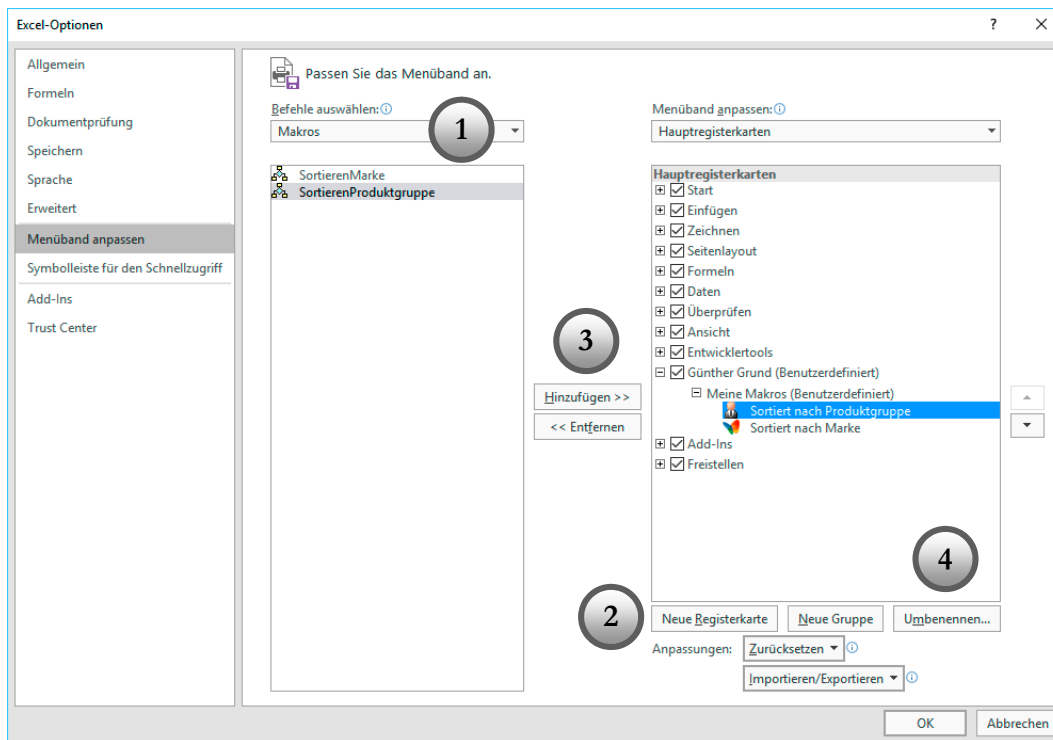 Excel-Optionen
?
Allgemein
Formeln
Dokumentprüfung
Speichern
Sprache
Erweitert
Menüband anpassen
Symbolleiste für den Schnellzugriff
Add-Ins
Trust Center
Passen Sie das Menüband an.
Befehle auswählen:
Makros
1
SortierenMarke
SortierenProduktgruppe
3
Hinzufügen >>
<< Entfernen
Menüband anpassen:
Hauptregisterkarten
Hauptregisterkarten
Start
Einfügen
Zeichnen
Seitenlayout
Formeln
Daten
Überprüfen
Ansicht
Entwicklertools
Günther Grund (Benutzerdefiniert)
Meine Makros (Benutzerdefiniert)
Sortiert nach Produktgruppe
Sortiert nach Marke
Add-Ins
Freistellen
4
2
Neue Registerkarte
Neue Gruppe
Umbenennen...
Anpassungen:
Zurücksetzen
Importieren/Exportieren
OK
Abbrechen